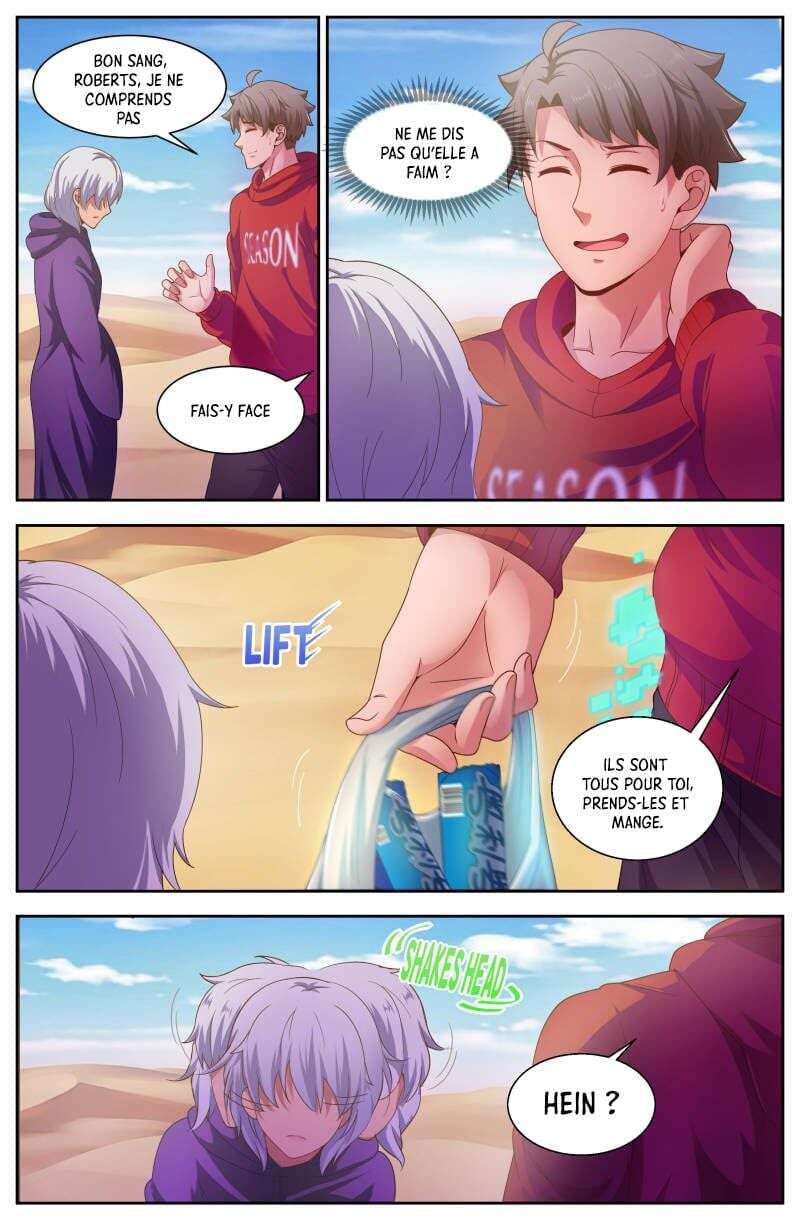 BON SANG,
ROBERTS, JE NE
COMPRENDS
PAS
SEASON
FAIS-Y FACE
NE ME DIS
PAS QU'ELLE A
FAIM ?
SEASON
LIFT
ILS SONT
TOUS POUR TOI,
PRENDS-LES ET
MANGE.
SHAKES HEAD
HEIN ?